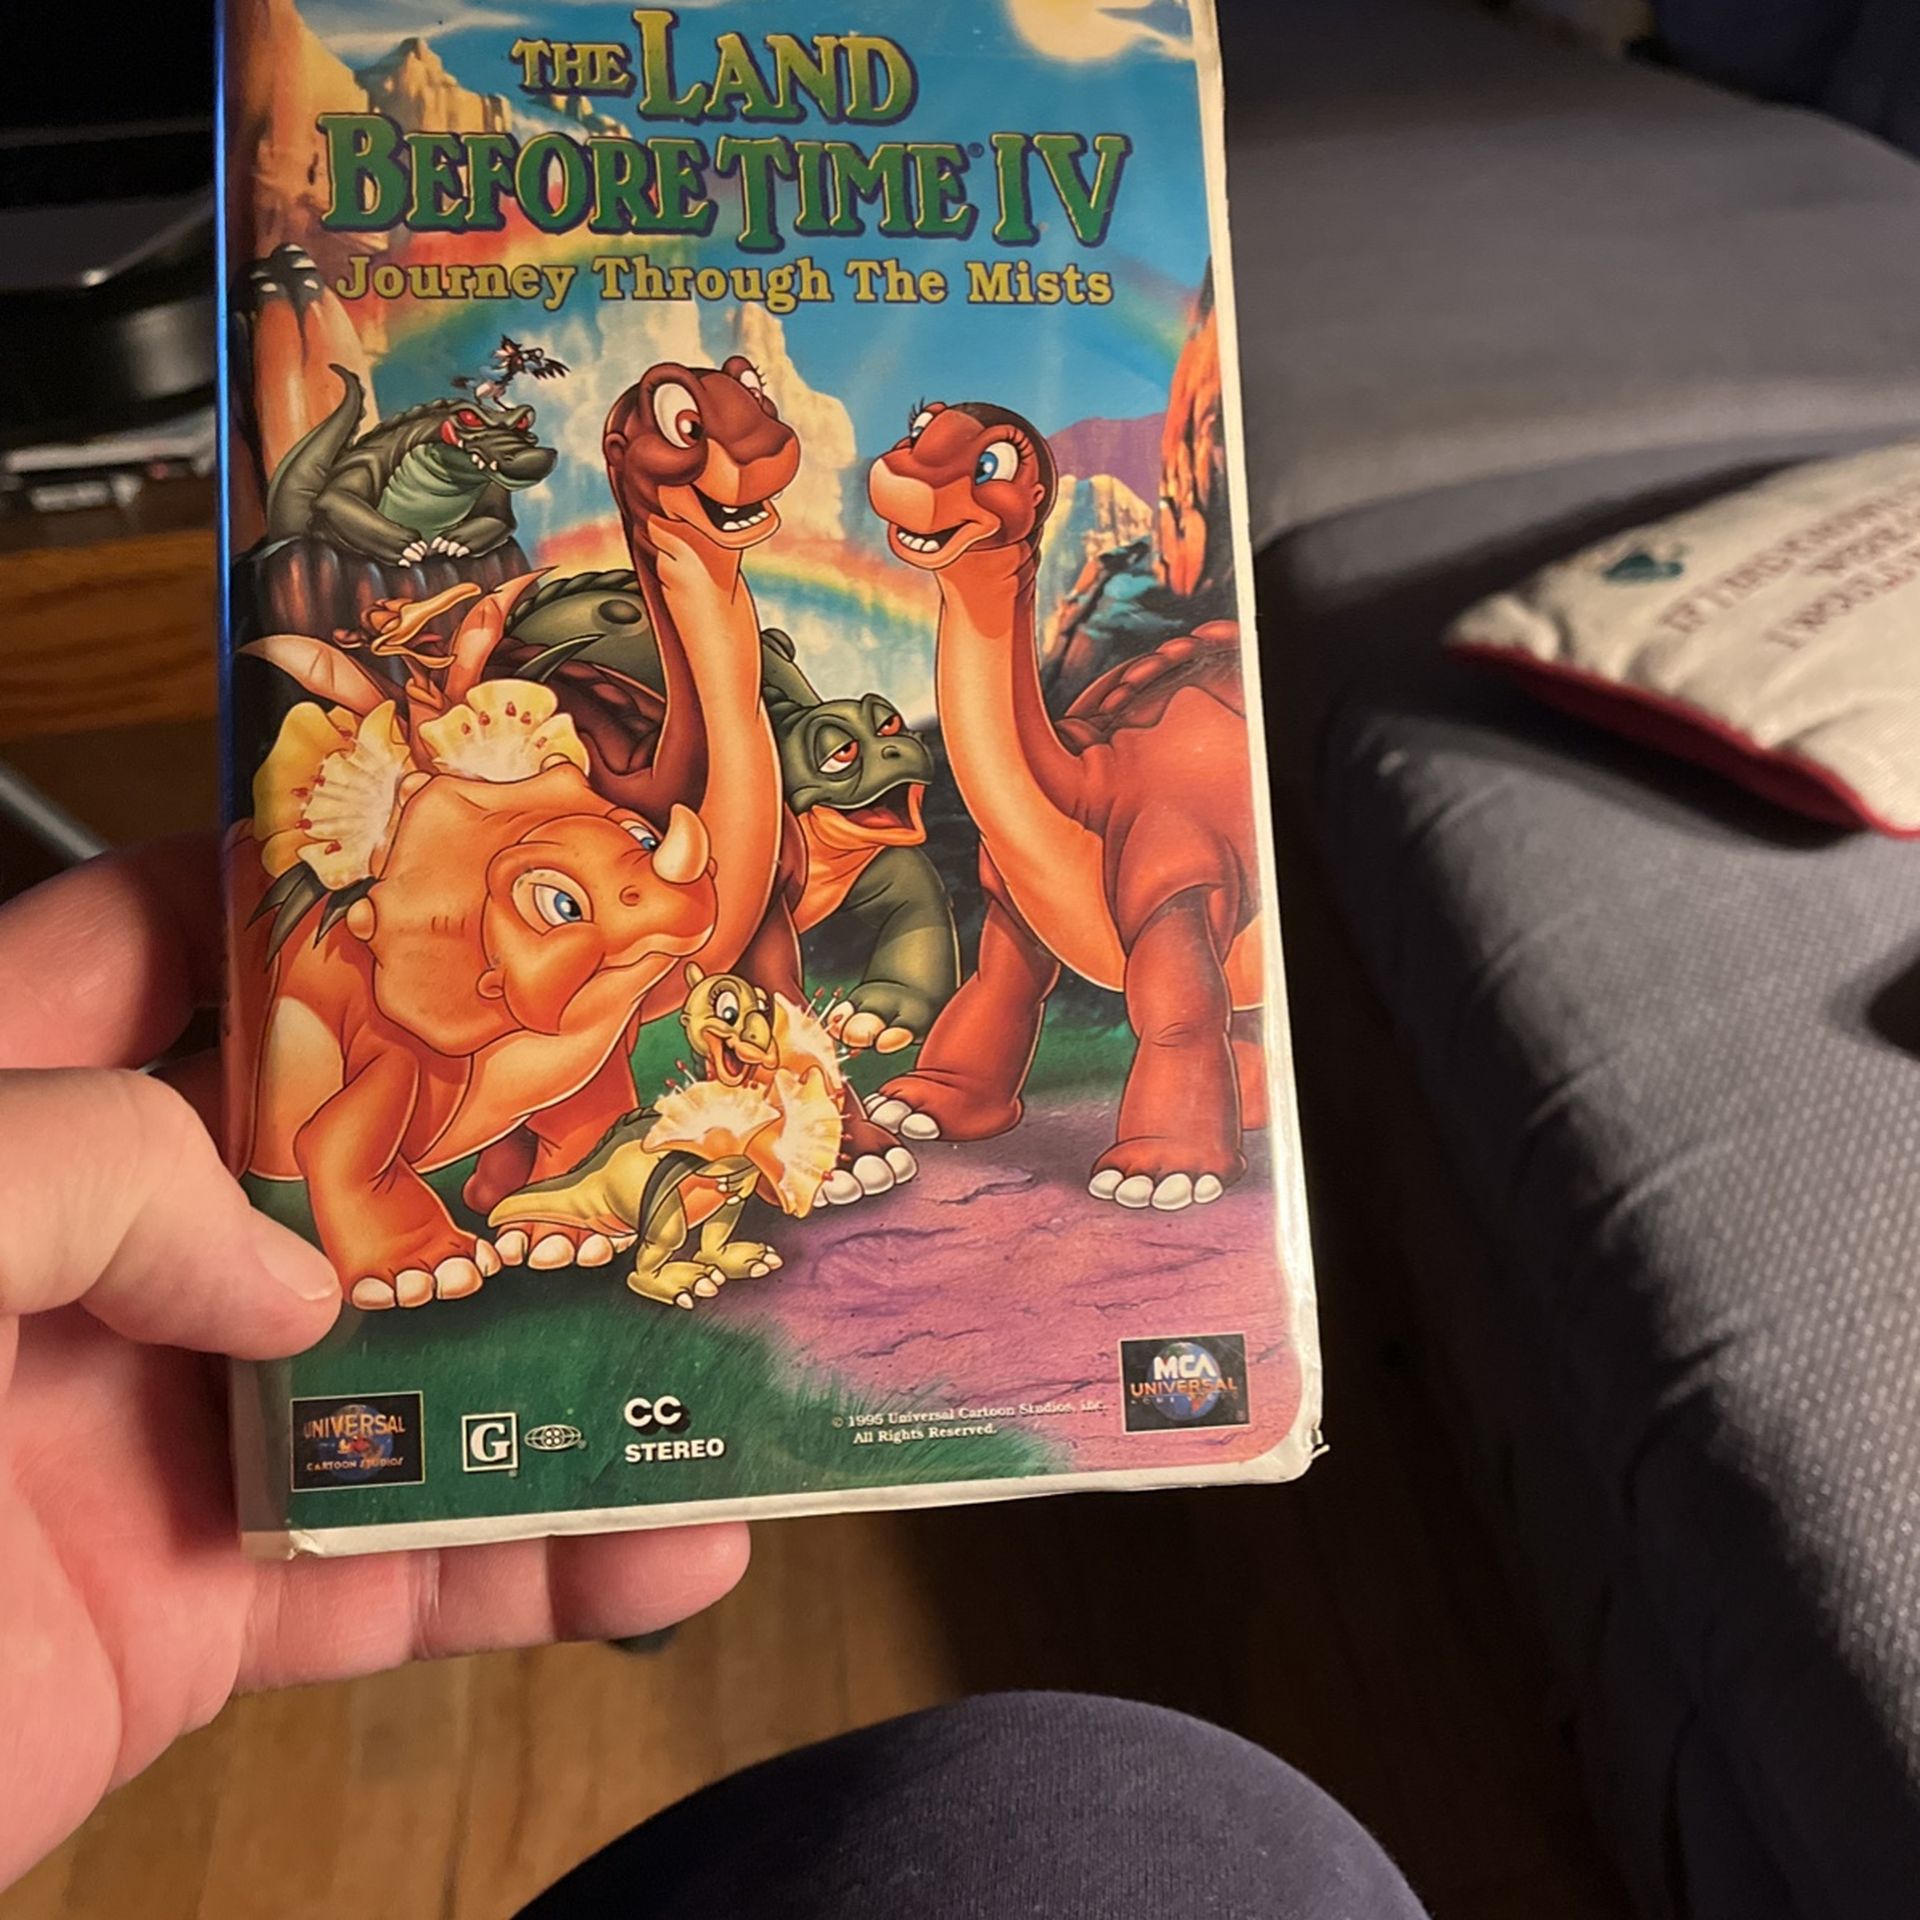 THE LAND
BEFORE TIME® IV
Journey Through The Mists
UNIVERSAL
CARTOON STUDIOS
G
CC
STEREO
© 1995 Universal Cartoon Studios, Inc.
All Rights Reserved.
MCA
UNIVERSAL
IF I